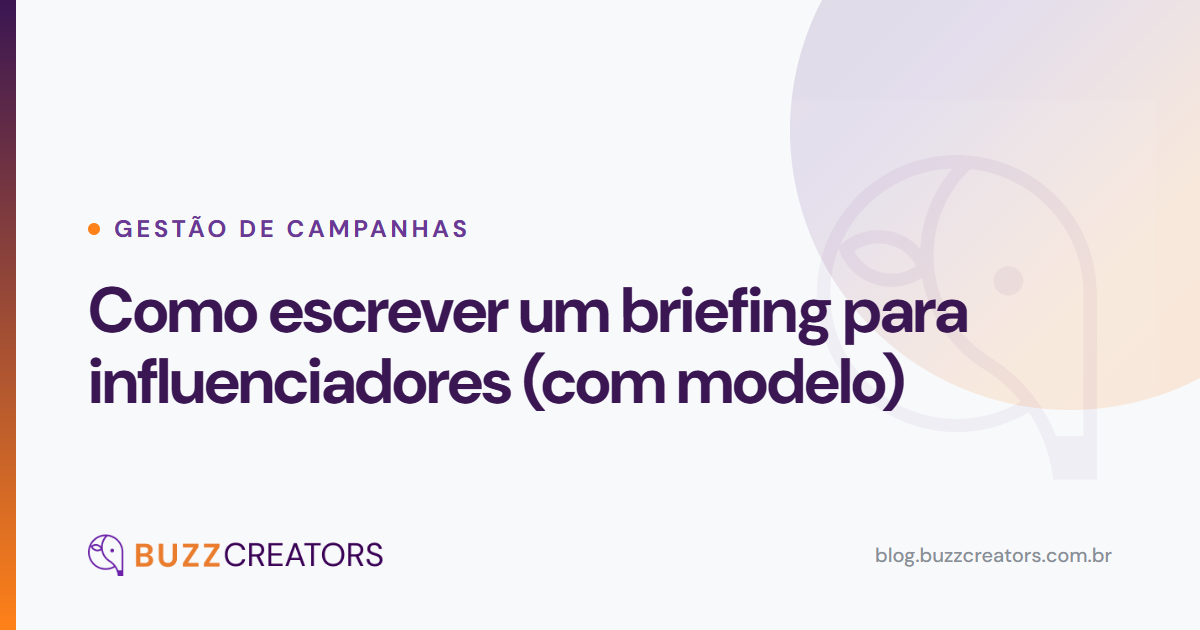 GESTÃO DE CAMPANHAS
Como escrever um briefing para
influenciadores (com modelo)
BUZZCREATORS
blog.buzzcreators.com.br